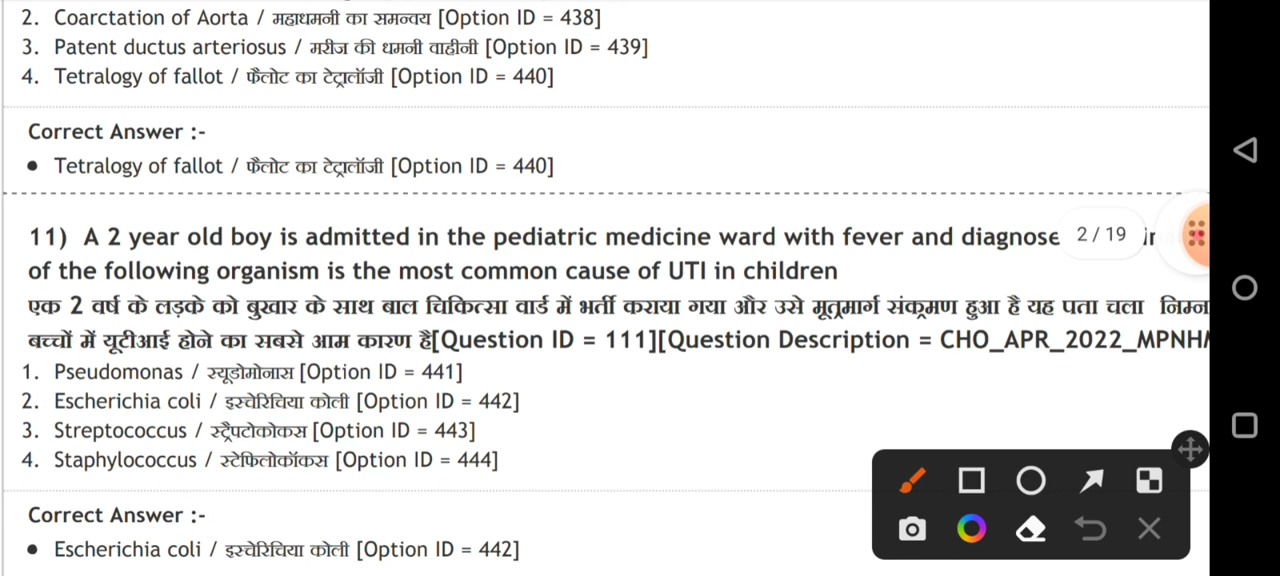 2. Coarctation of Aorta / महाधमनी का समन्वय [Option ID = 438]
3. Patent ductus arteriosus / मरीज की धमनी वाहीनी [Option ID = 439]
4. Tetralogy of fallot / फैलोट का टेट्रालॉजी [Option ID = 440]
Correct Answer :-
• Tetralogy of fallot / फैलोट का टेट्रालॉजी [Option ID = 440]
11) A 2 year old boy is admitted in the pediatric medicine ward with fever and diagnose
2 / 19
of the following organism is the most common cause of UTI in children
एक 2 वर्ष के लड़के को बुखार के साथ बाल चिकित्सा वार्ड में भर्ती कराया गया और उसे मूत्रमार्ग संक्रमण हुआ है यह पता चला निम्न
बच्चों में यूटीआई होने का सबसे आम कारण है[Question ID = 111][Question Description = CHO_APR_2022_MPNHM
1. Pseudomonas / स्यूडोमोनास [Option ID = 441]
2. Escherichia coli / इस्चेरिचिया कोली [Option ID = 442]
3. Streptococcus / स्ट्रैपटोकोकस [Option ID = 443]
4. Staphylococcus / स्टेफिलोकॉकस [Option ID = 444]
Correct Answer :-
• Escherichia coli / इस्चेरिचिया कोली [Option ID = 442]